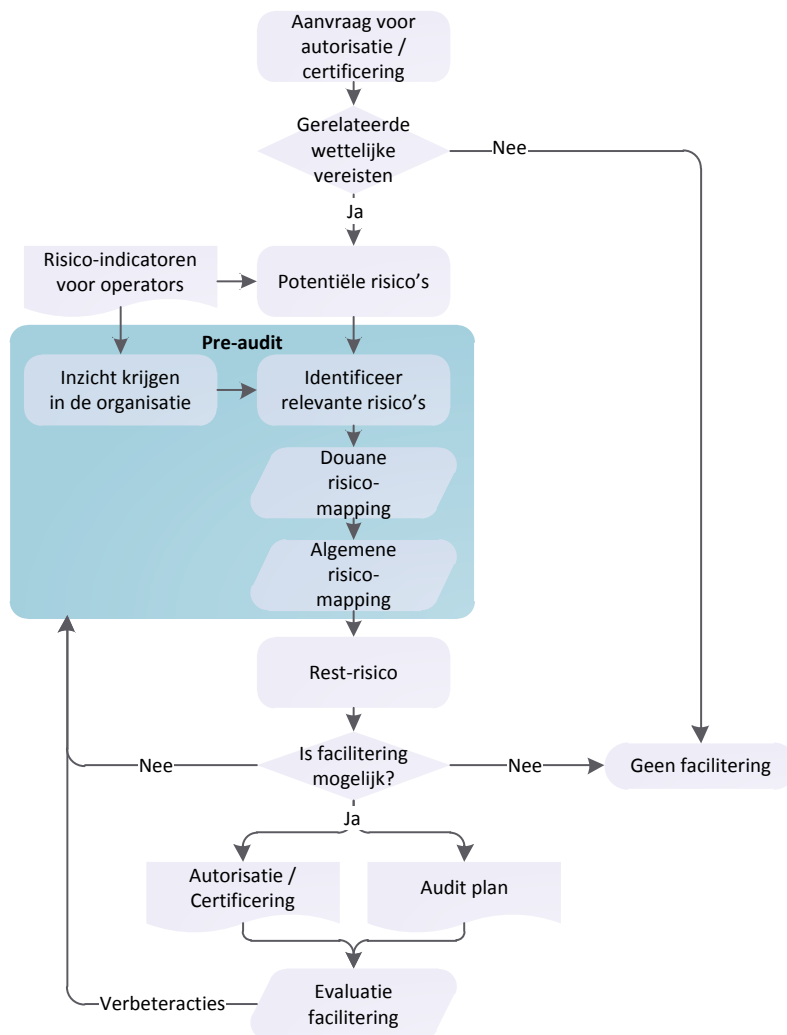 Aanvraag voor
autorisatie /
certificering
Gerelateerde
wettelijke
vereisten
Nee
Ja
Risico-indicatoren
voor operators
Potentiële risico's
Pre-audit
Inzicht krijgen
in de organisatie
Identificeer
relevante risico's
Douane
risico-
mapping
Algemene
risico-
mapping
Rest-risico
Is facilitering
mogelijk?
Nee
Nee
Geen facilitering
Ja
Autorisatie /
Certificering
Audit plan
Evaluatie
facilitering
Verbeteracties